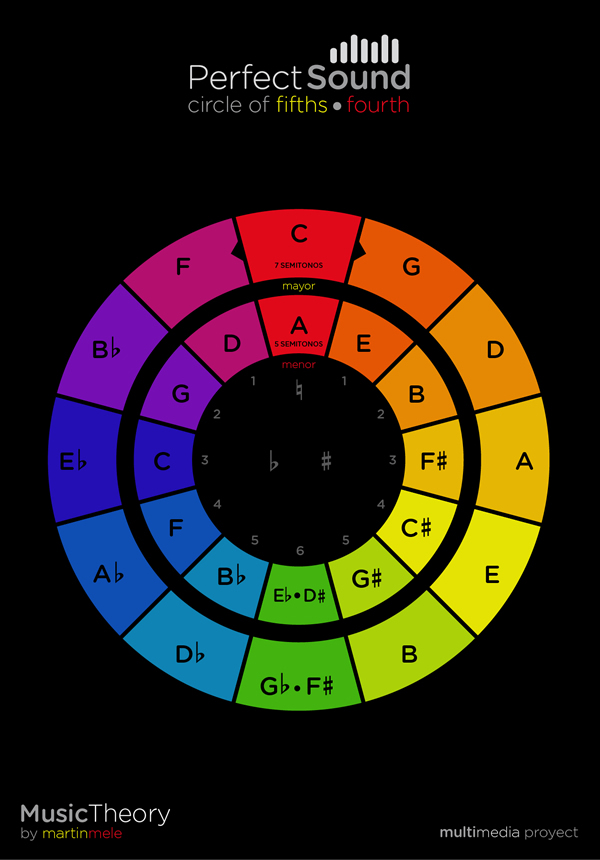 PerfectSound
circle of fifths • fourth
C
7 SEMITONOS
mayor
F
G
A
5 SEMITONOS
menor
D
E
B♭
D
1
♮
1
G
B
2
2
E♭
C
3
♭
♯
3
F♯
A
4
4
F
C♯
A♭
E
5
6
5
B♭
E♭•D♯
G♯
D♭
B
G♭•F♯
MusicTheory
by martinmele
multimedia proyect